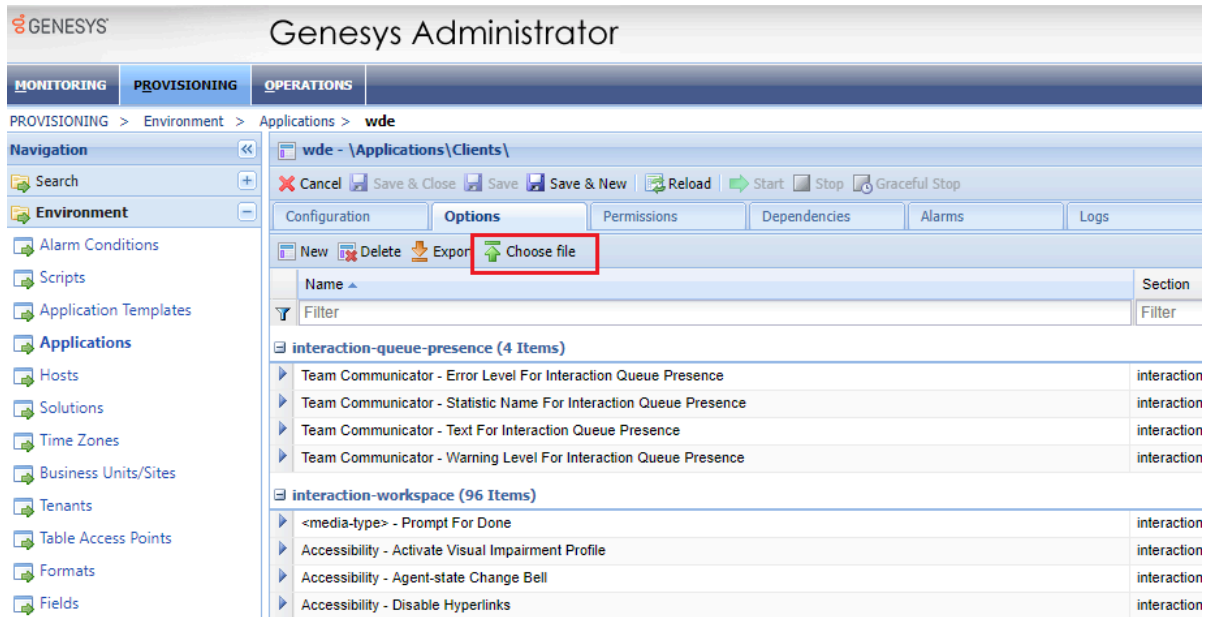 GENESYS
Genesys Administrator
MONITORING PROVISIONING OPERATIONS
PROVISIONING > Environment > Applications > wde
Navigation
wde - \Applications\Clients\
Search
Cancel Save & Close Save Save & New Reload Start Stop Graceful Stop
Environment
Configuration Options Permissions Dependencies Alarms Logs
Alarm Conditions
New Delete Expor Choose file
Scripts
Name Section
Application Templates
Filter Filter
Applications
interaction-queue-presence (4 Items)
Hosts
Team Communicator - Error Level For Interaction Queue Presence interaction
Solutions
Team Communicator - Statistic Name For Interaction Queue Presence interaction
Time Zones
Team Communicator - Text For Interaction Queue Presence interaction
Business Units/Sites
Team Communicator - Warning Level For Interaction Queue Presence interaction
Tenants
interaction-workspace (96 Items)
Table Access Points
<media-type> - Prompt For Done interaction
Accessibility - Activate Visual Impairment Profile interaction
Formats
Accessibility - Agent-state Change Bell interaction
Fields
Accessibility - Disable Hyperlinks interaction